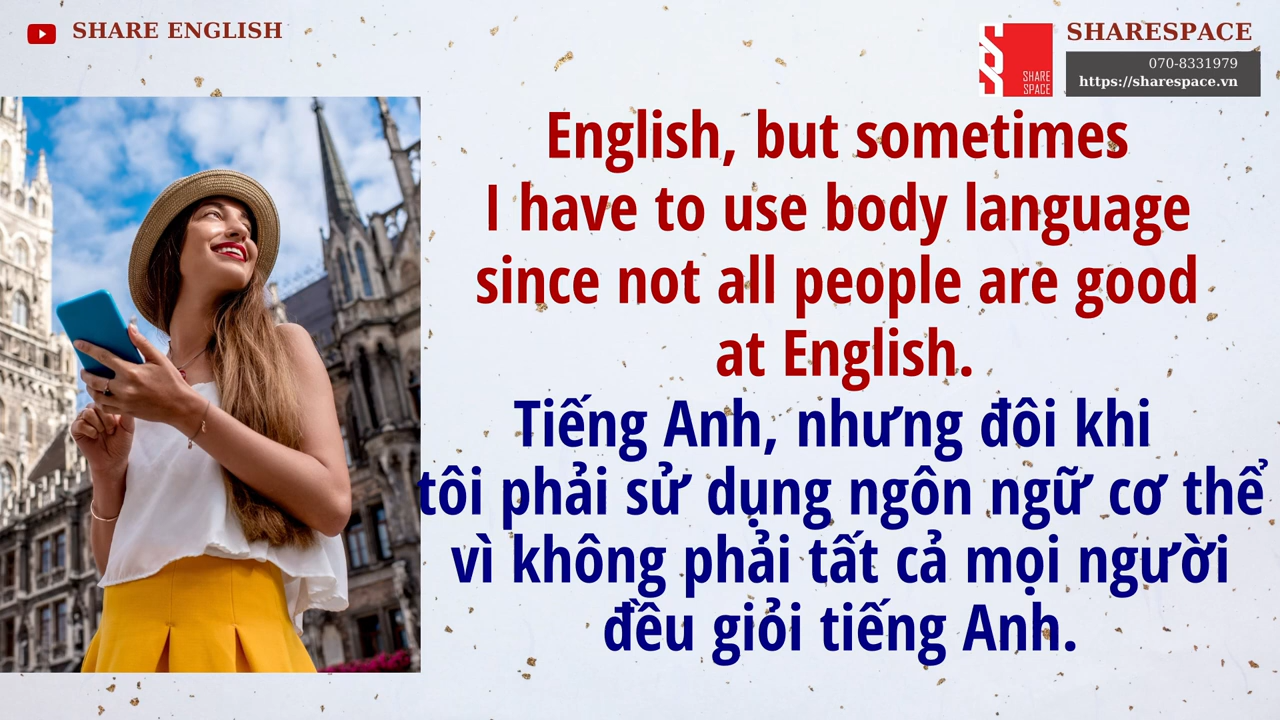 SHARE ENGLISH
SHARESPACE
070-8331979
https://sharespace.vn
SHARE
SPACE
English, but sometimes
I have to use body language
since not all people are good
at English.
Tiếng Anh, nhưng đôi khi
tôi phải sử dụng ngôn ngữ cơ thể
vì không phải tất cả mọi người
đều giỏi tiếng Anh.